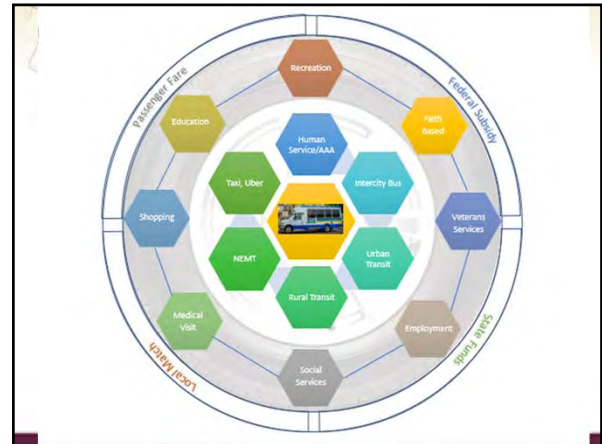 Passenger Fare
Federal Subsidy
Recreation
Education
Faith
Based
Human
Service/AAA
Taxi, Uber
Intercity Bus
Shopping
Veterans
Services
NEMT
Urban
Transit
Rural Transit
Medical
Visit
Employment
Social
Services
Local Match
State Funds